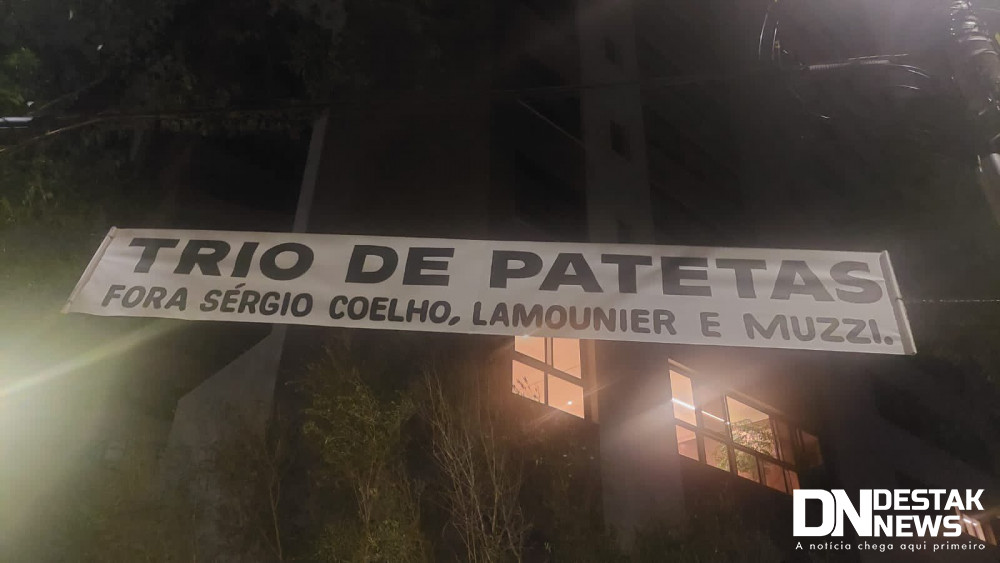 TRIO DE PATETAS
FORA SÉRGIO COELHO, LAMOUNIER E MUZZI.
DN DESTAK
NEWS
A notícia chega aqui primeiro